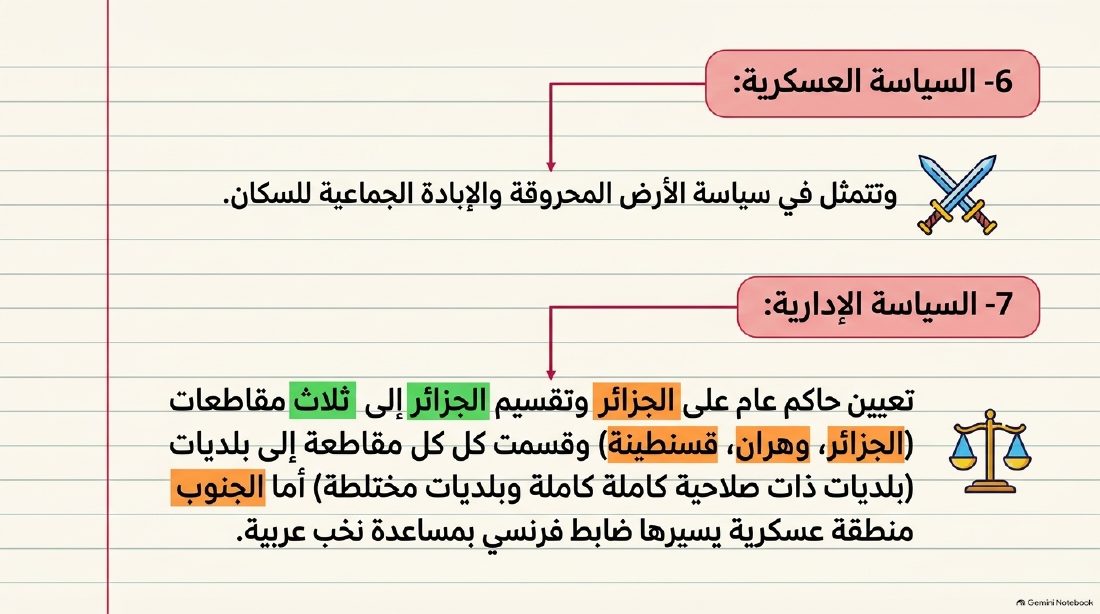 6- السياسة العسكرية:
وتتمثل في سياسة الأرض المحروقة والإبادة الجماعية للسكان.
7- السياسة الإدارية:
تعيين حاكم عام على الجزائر وتقسيم الجزائر إلى ثلاث مقاطعات
(الجزائر، وهران، قسنطينة) وقسمت كل كل مقاطعة إلى بلديات
(بلديات ذات صلاحية كاملة كاملة وبلديات مختلطة) أما الجنوب
منطقة عسكرية يسيرها ضابط فرنسي بمساعدة نخب عربية.
Gemini Notebook